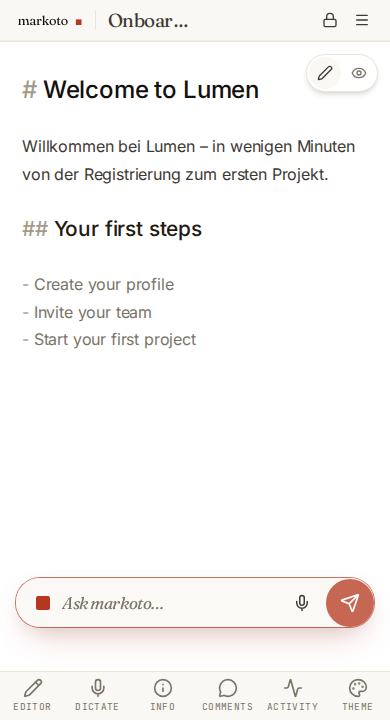 markoto
Onboar...
# Welcome to Lumen
Willkommen bei Lumen – in wenigen Minuten
von der Registrierung zum ersten Projekt.
## Your first steps
- Create your profile
- Invite your team
- Start your first project
Ask markoto...
EDITOR DICTATE INFO COMMENTS ACTIVITY THEME